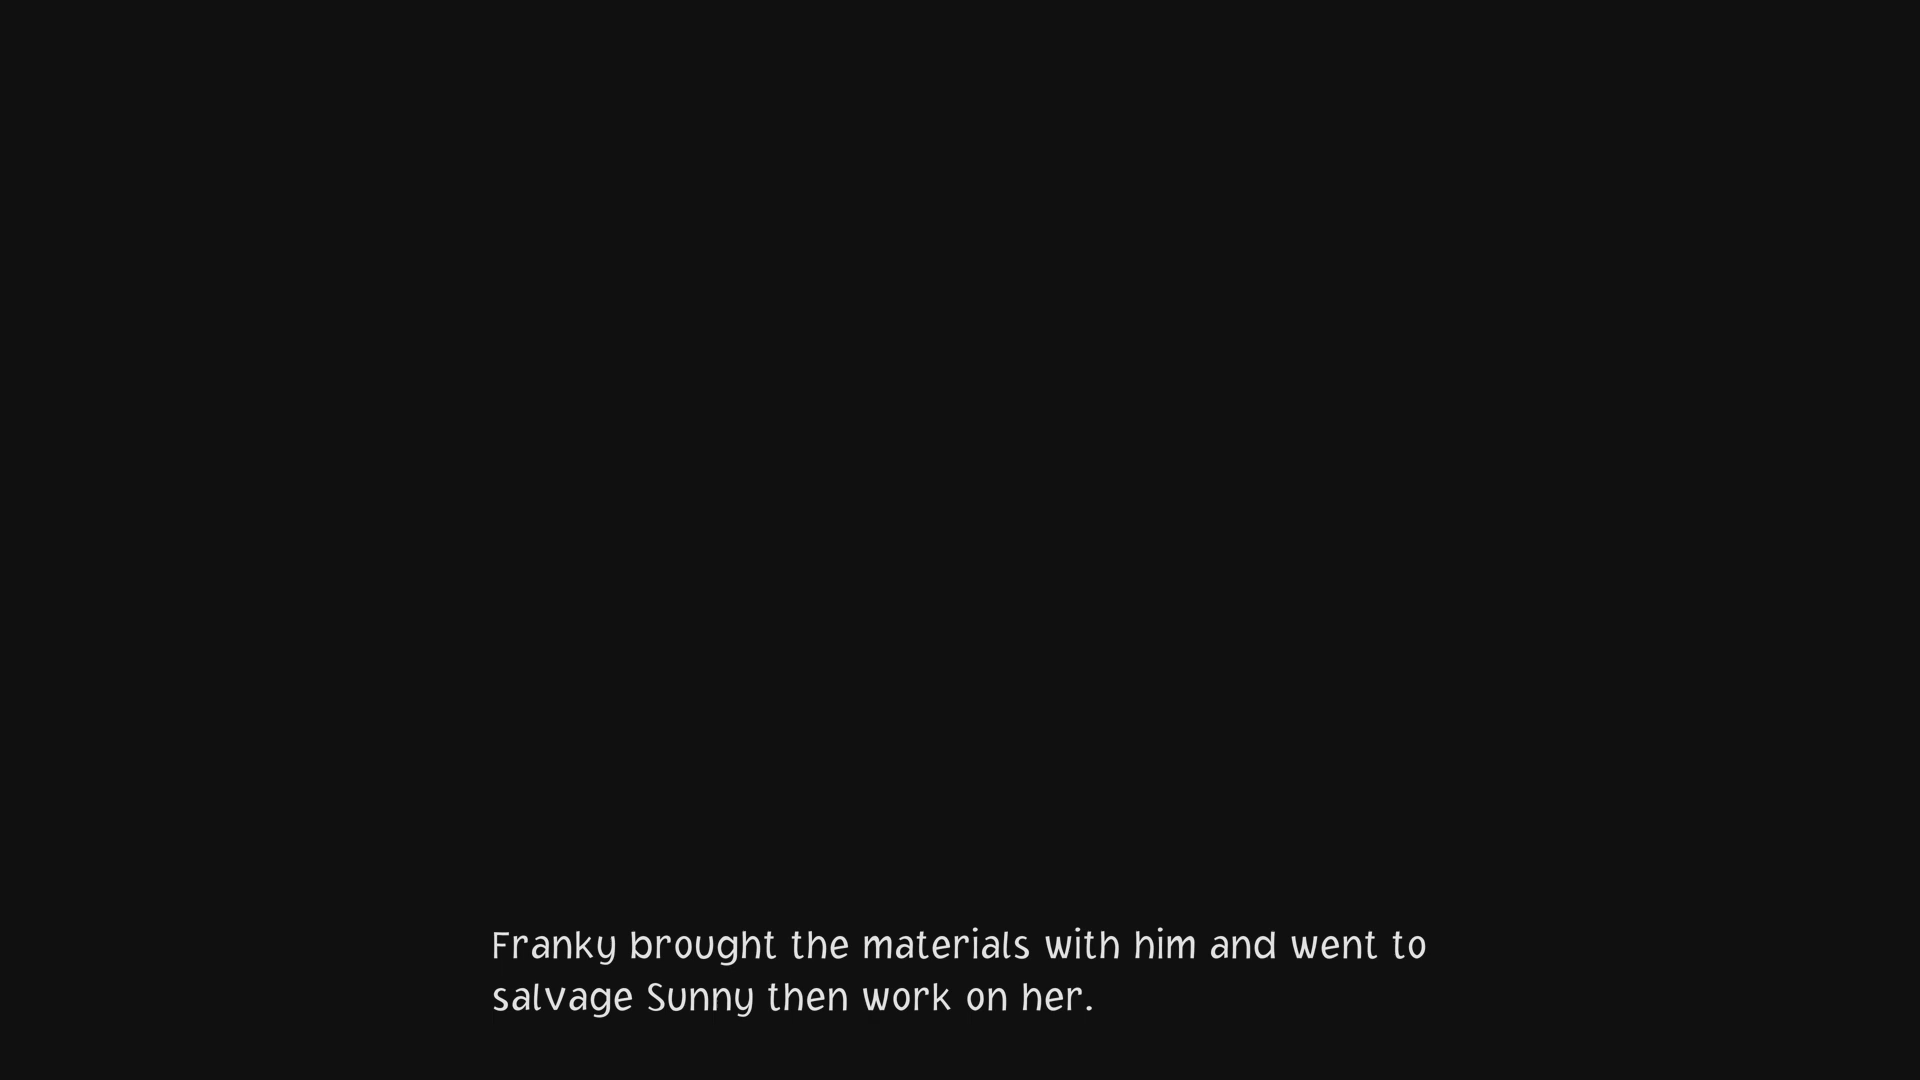 Franky brought the materials with him and went to
salvage Sunny then work on her.